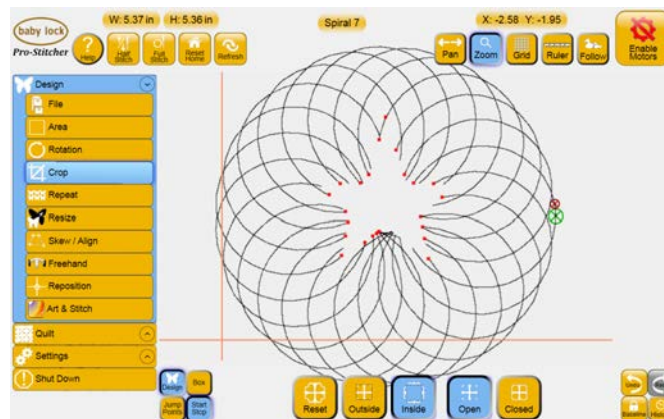 baby lock
Pro-Stitcher
W: 5.37 in H: 5.36 in
Spiral 7
X: -2.58 Y: -1.95
Help
Half Stitch
Full Stitch
Reset Home
Refresh
Pan
Zoom
Grid
Ruler
Follow
Enable Motors
Design
File
Area
Rotation
Crop
Repeat
Resize
Skew / Align
Freehand
Reposition
Art & Stitch
Quilt
Settings
Shut Down
Design
Box
Jump Points
Start Stop
Reset
Outside
Inside
Open
Closed
Undo
Baseline